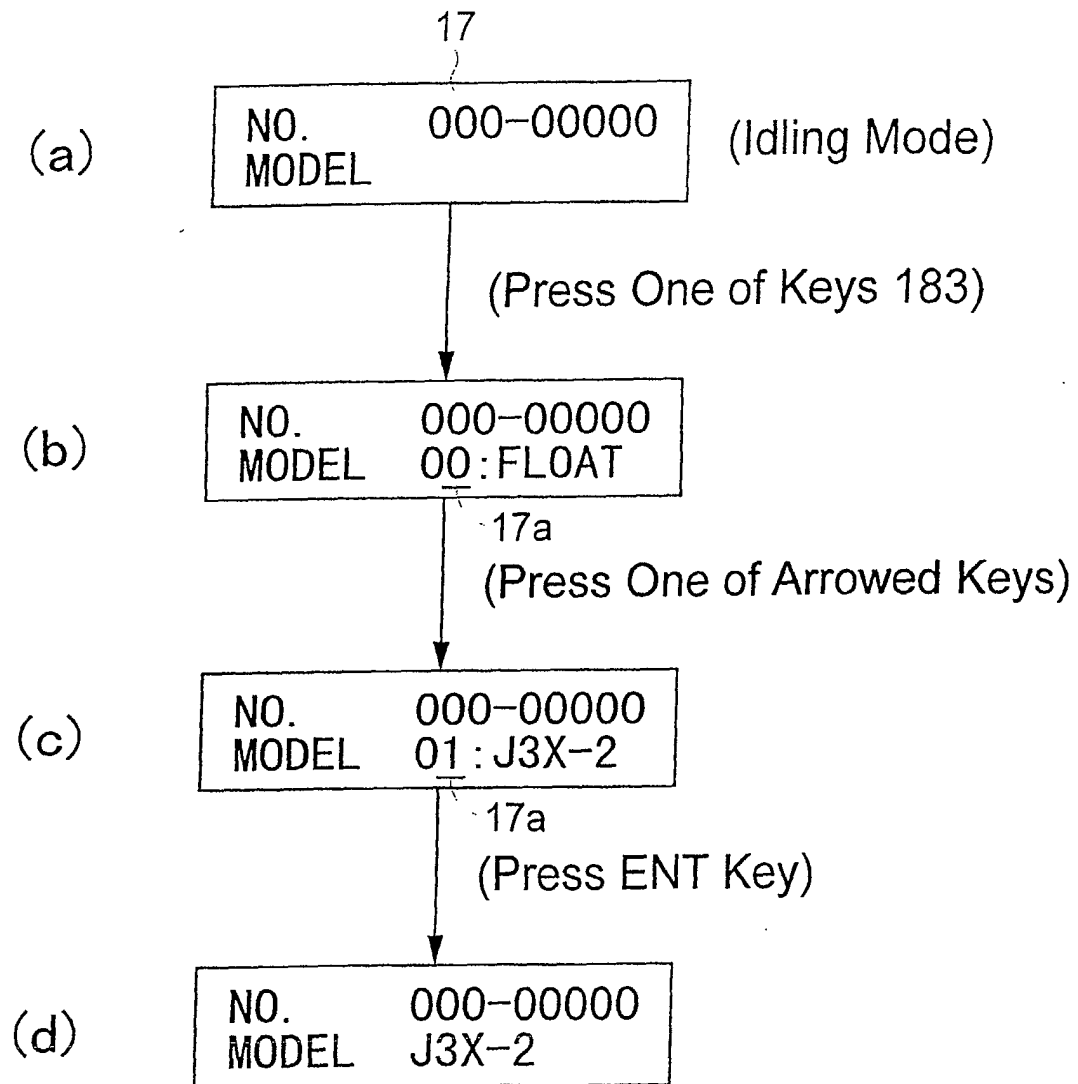 17
(a)
NO. 000-00000
MODEL
(Idling Mode)
(Press One of Keys 183)
(b)
NO. 000-00000
MODEL 00:FLOAT
17a
(Press One of Arrowed Keys)
(c)
NO. 000-00000
MODEL 01:J3X-2
17a
(Press ENT Key)
(d)
NO. 000-00000
MODEL J3X-2